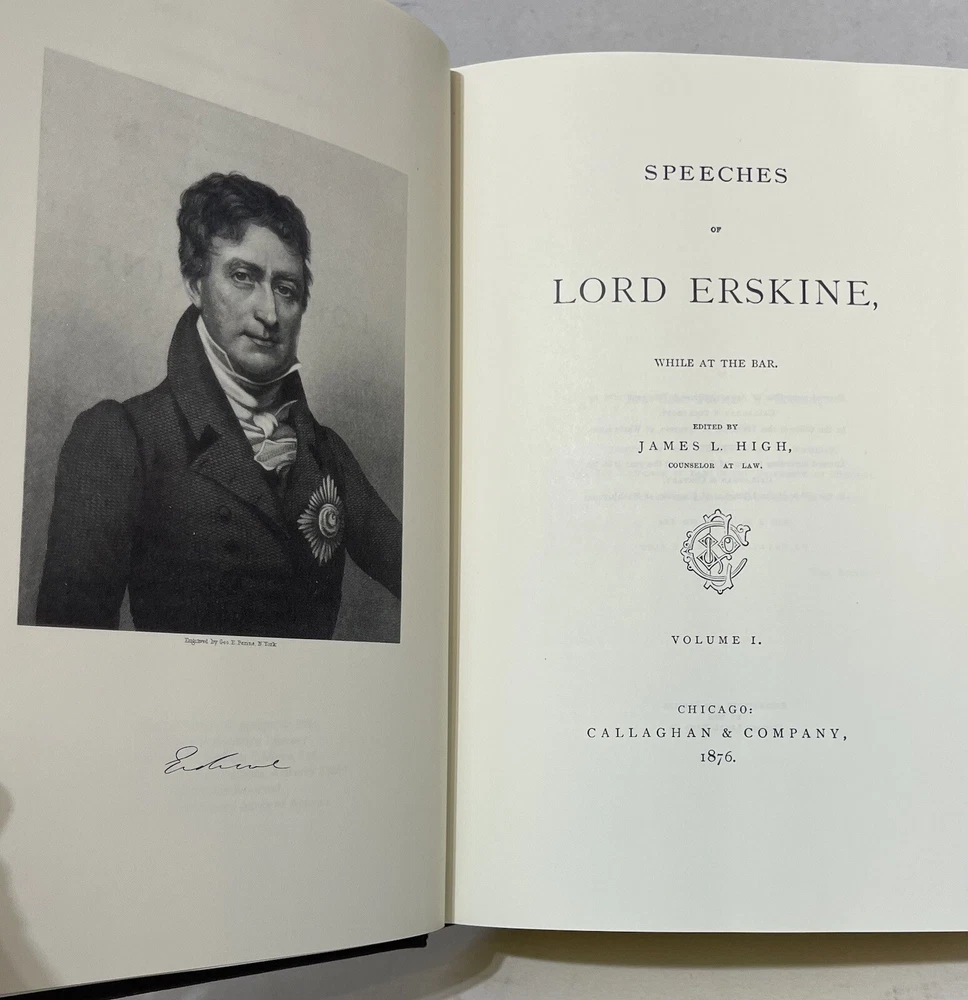 Engraved by Geo. E. Perine, N York
Erskine
SPEECHES
OF
LORD ERSKINE,
WHILE AT THE BAR.
EDITED BY
JAMES L. HIGH,
COUNSELOR AT LAW.
VOLUME I.
CHICAGO:
CALLAGHAN & COMPANY,
1876.